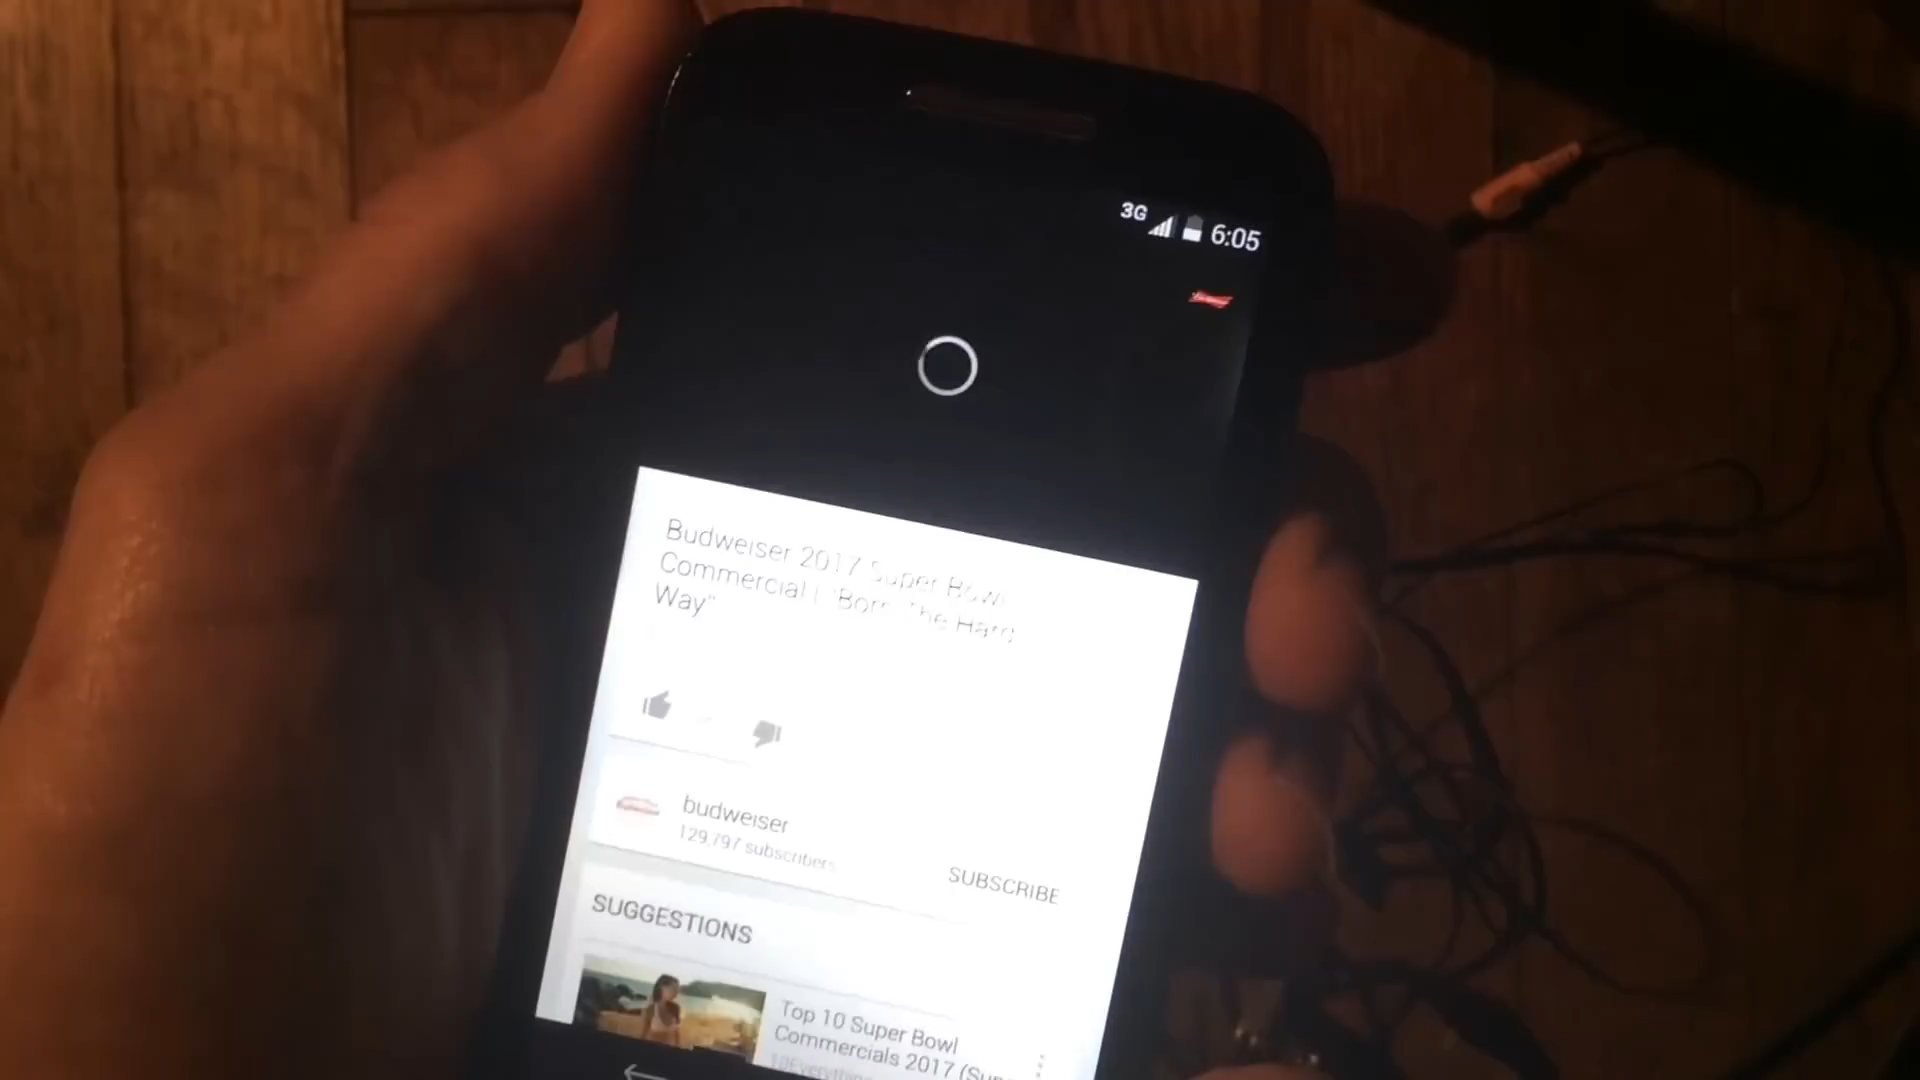 3G 6:05
Budweiser 2017 Super Bowl
Commercial | "Born The Hard
Way"
budweiser
129,797 subscribers
SUBSCRIBE
SUGGESTIONS
Top 10 Super Bowl
Commercials 2017 (Sup